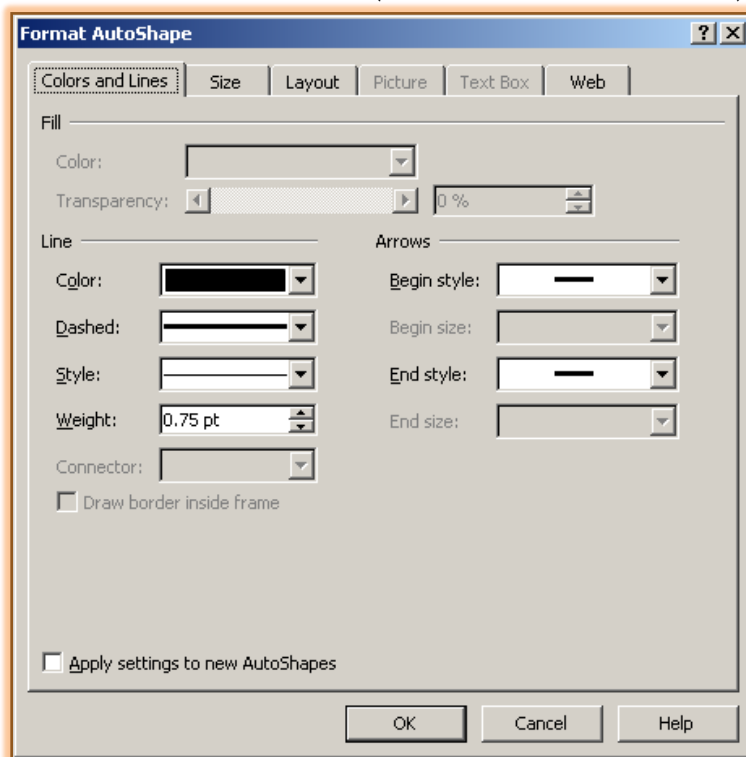 Format AutoShape
Colors and Lines Size Layout Picture Text Box Web
Fill
Color:
Transparency: 0 %
Line Arrows
Color: Begin style:
Dashed: Begin size:
Style: End style:
Weight: 0.75 pt End size:
Connector:
Draw border inside frame
Apply settings to new AutoShapes
OK Cancel Help